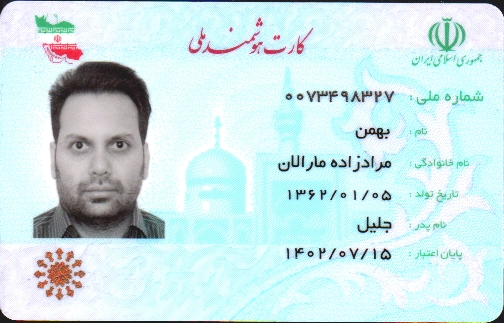 کارت هوشمند ملی
جمهوری اسلامی ایران
شماره ملی : ۰۰۷۳۴۹۸۳۲۷
نام : بهمن
نام خانوادگی : مرادزاده مارالان
تاریخ تولد : ۱۳۶۲/۰۱/۰۵
نام پدر : جلیل
پایان اعتبار : ۱۴۰۲/۰۷/۱۵